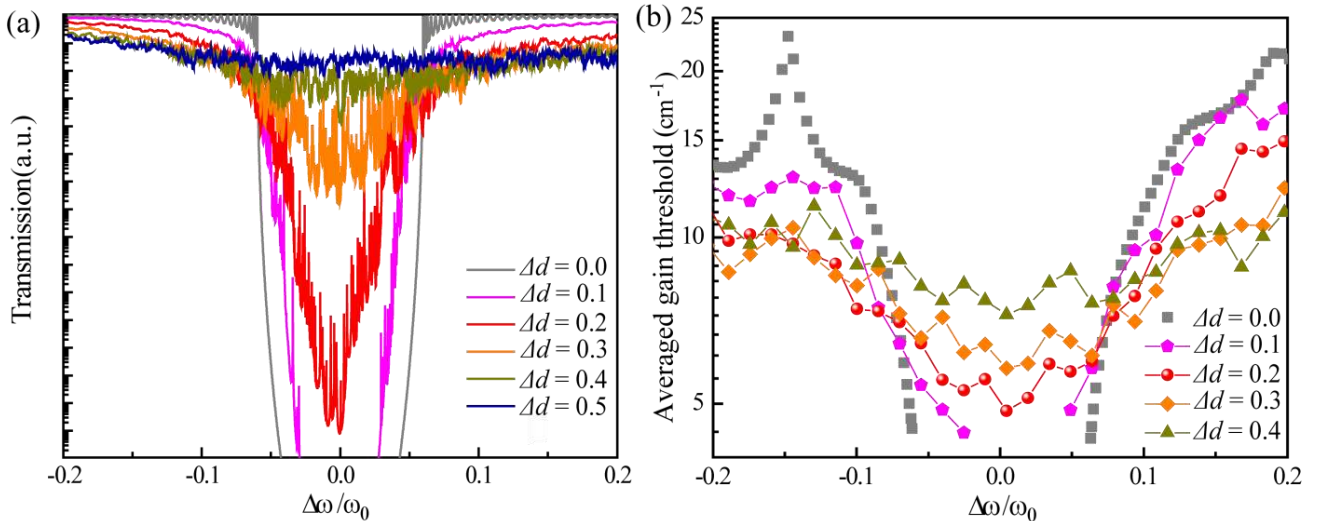 (a)
Transmission(a.u.)
Δd = 0.0
Δd = 0.1
Δd = 0.2
Δd = 0.3
Δd = 0.4
Δd = 0.5
-0.2
-0.1
0.0
0.1
0.2
Δω/ω0
(b)
Averaged gain threshold (cm⁻¹)
25
20
15
10
5
Δd = 0.0
Δd = 0.1
Δd = 0.2
Δd = 0.3
Δd = 0.4
-0.2
-0.1
0.0
0.1
0.2
Δω/ω0